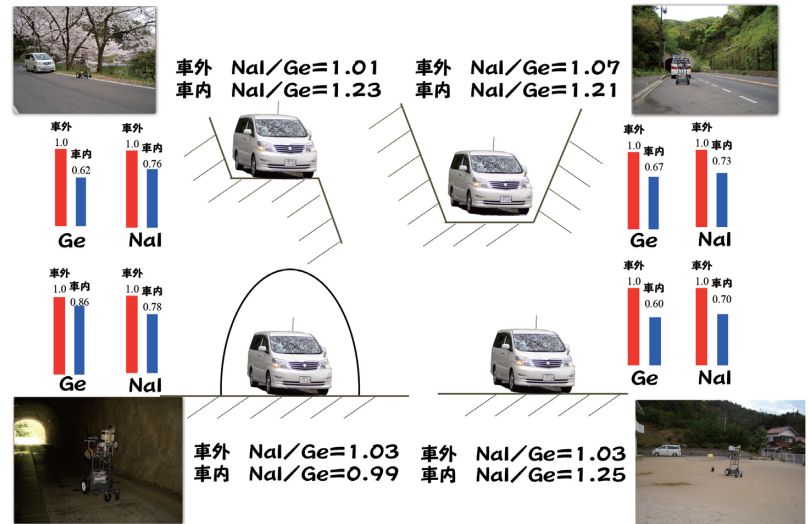 車外 NaI／Ge＝1.01
車内 NaI／Ge＝1.23
車外 NaI／Ge＝1.07
車内 NaI／Ge＝1.21
車外
1.0
車内
0.62
Ge
車外
1.0
車内
0.76
NaI
車外
1.0
車内
0.67
Ge
車外
1.0
車内
0.73
NaI
車外
1.0
車内
0.86
Ge
車外
1.0
車内
0.78
NaI
車外
1.0
車内
0.60
Ge
車外
1.0
車内
0.70
NaI
車外 NaI／Ge＝1.03
車内 NaI／Ge＝0.99
車外 NaI／Ge＝1.03
車内 NaI／Ge＝1.25